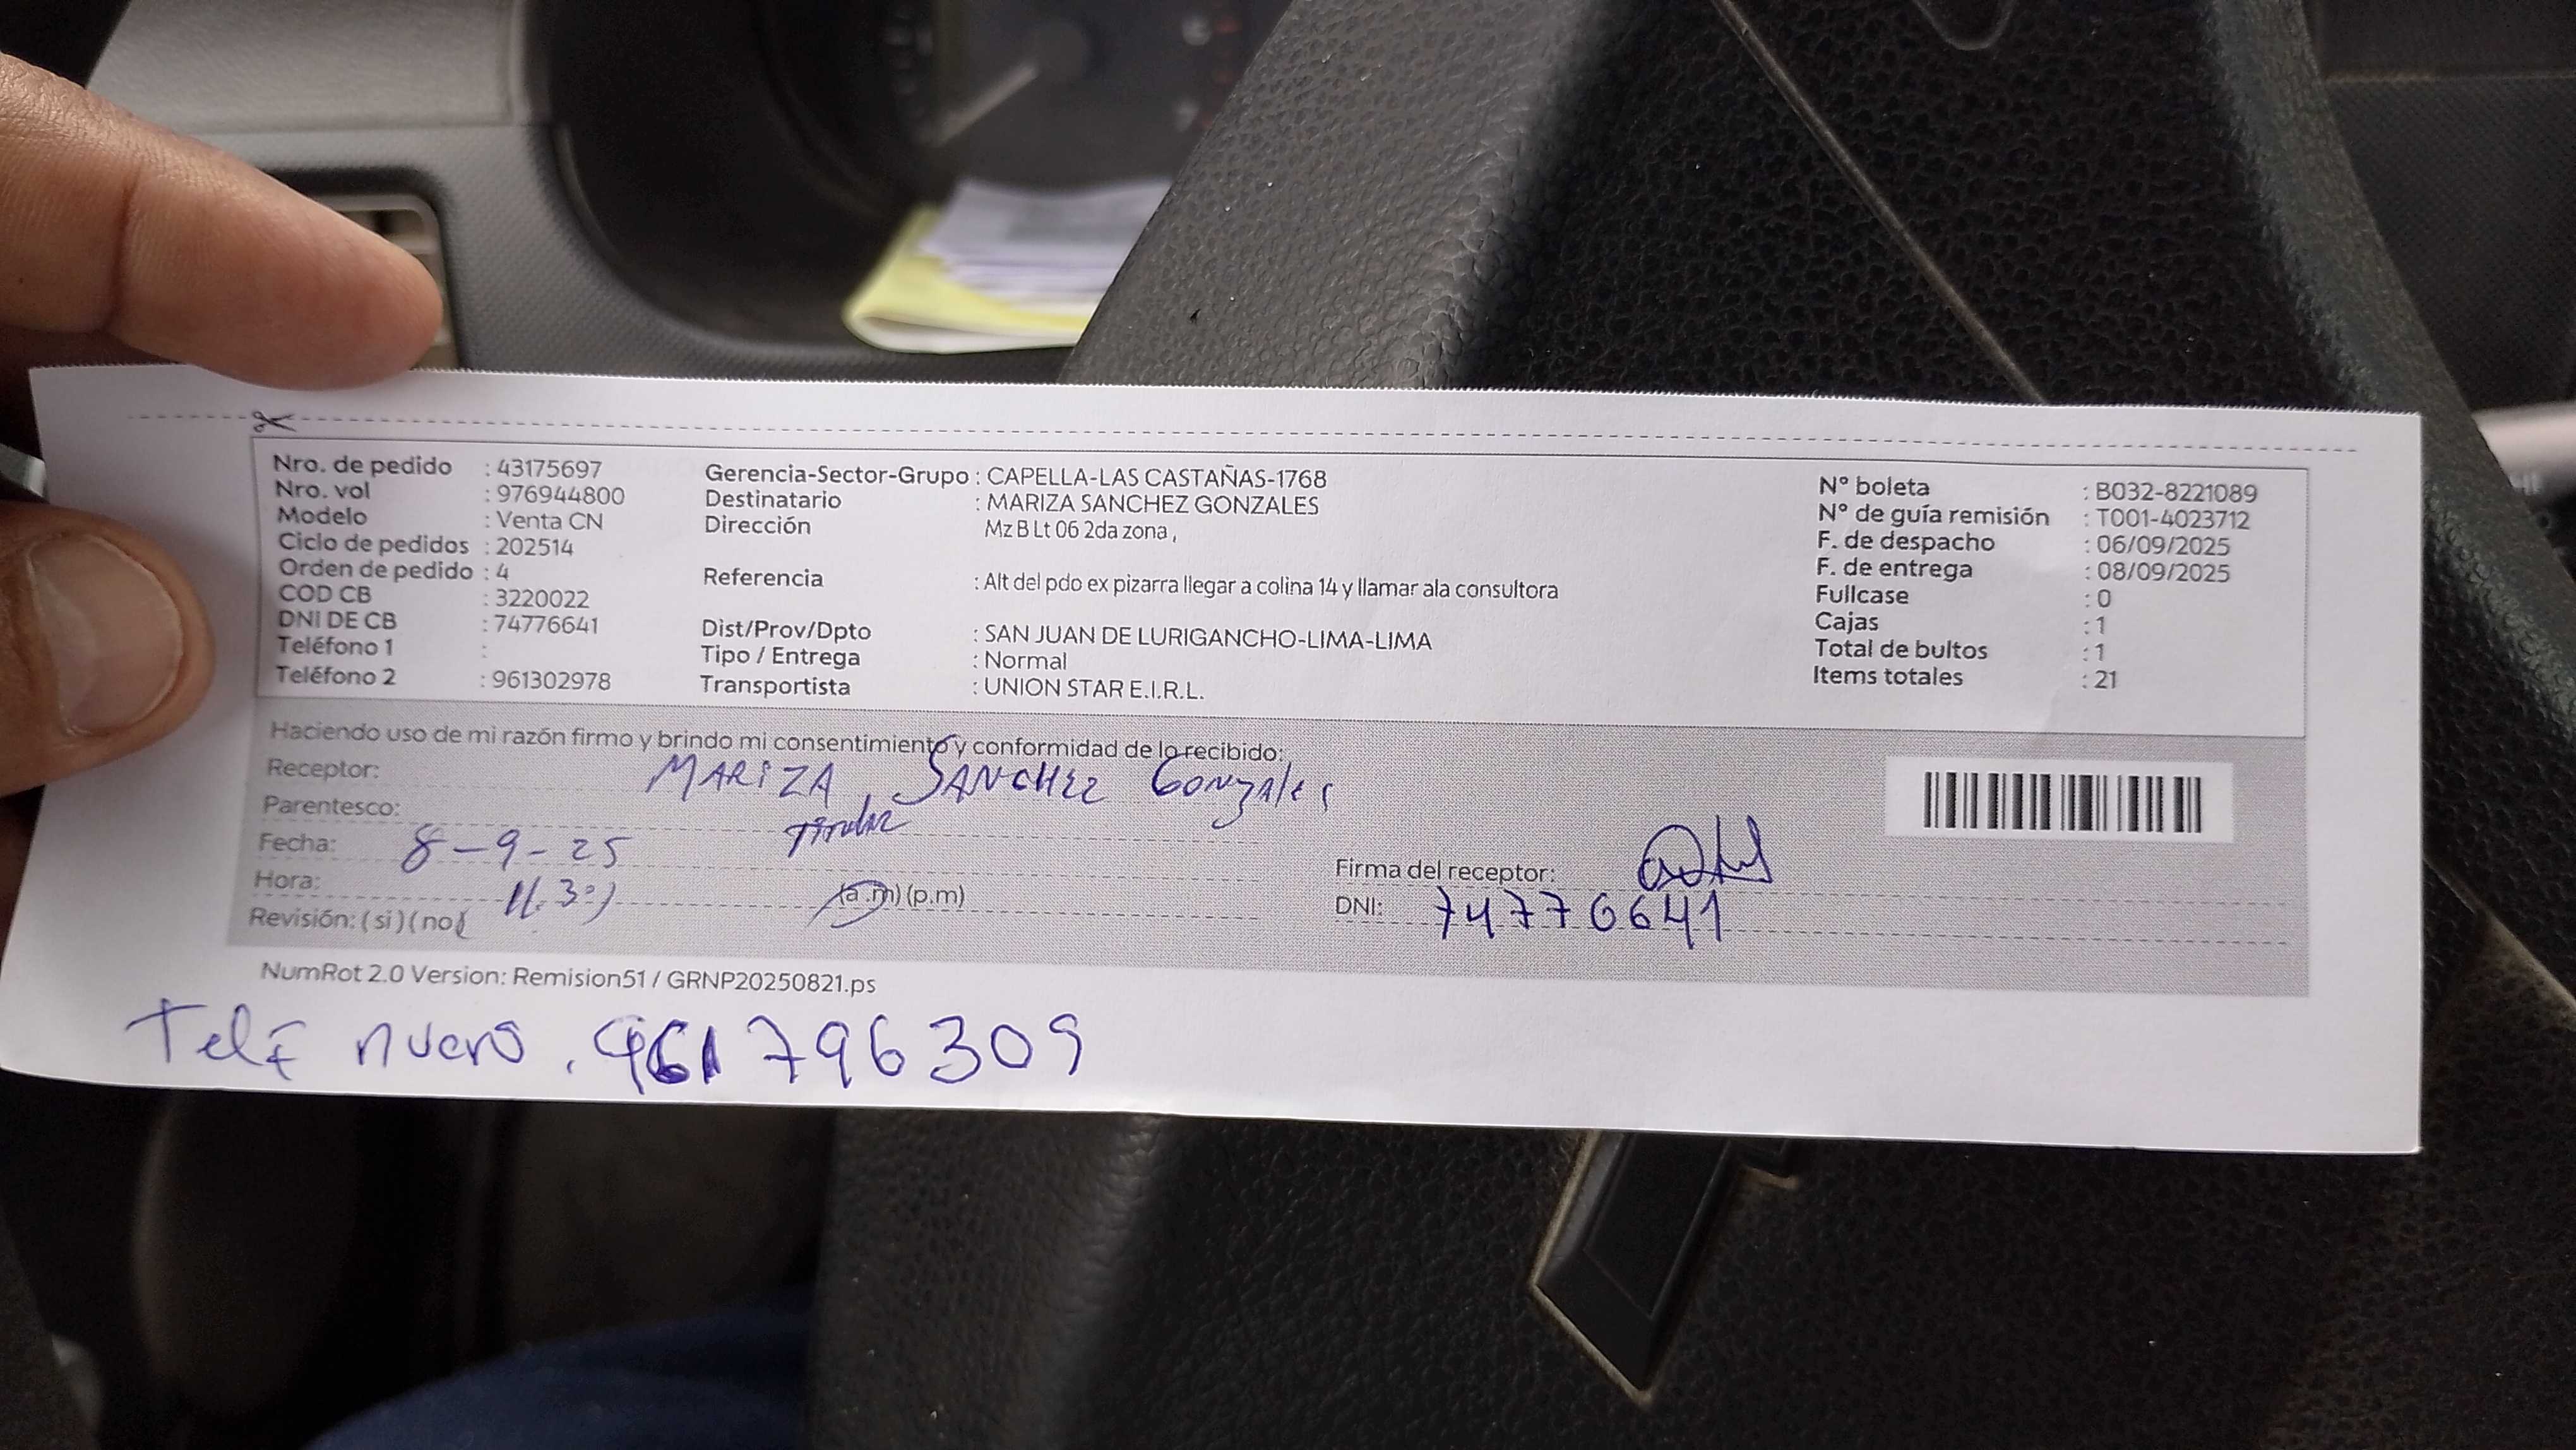 Nro. de pedido : 43175697
Nro. vol : 976944800
Modelo : Venta CN
Ciclo de pedidos : 202514
Orden de pedido : 4
COD CB : 3220022
DNI DE CB : 74776641
Teléfono 1 :
Teléfono 2 : 961302978
Gerencia-Sector-Grupo : CAPELLA-LAS CASTAÑAS-1768
Destinatario : MARIZA SANCHEZ GONZALES
Dirección Mz B Lt 06 2da zona ,
Referencia : Alt del pdo ex pizarra llegar a colina 14 y llamar ala consultora
Dist/Prov/Dpto : SAN JUAN DE LURIGANCHO-LIMA-LIMA
Tipo / Entrega : Normal
Transportista : UNION STAR E.I.R.L.
N° boleta : B032-8221089
N° de guía remisión : T001-4023712
F. de despacho : 06/09/2025
F. de entrega : 08/09/2025
Fullcase : 0
Cajas : 1
Total de bultos : 1
Items totales : 21
Haciendo uso de mi razón firmo y brindo mi consentimiento y conformidad de lo recibido:
Receptor: MARIZA SANCHEZ Gonzales
Parentesco: Titular
Fecha: 8-9-25
Hora: (a.m) (p.m)
Revisión: ( si ) ( no )
Firma del receptor:
DNI: 74776641
NumRot 2.0 Version: Remision51 / GRNP20250821.ps
Telf nuevo. 961796309